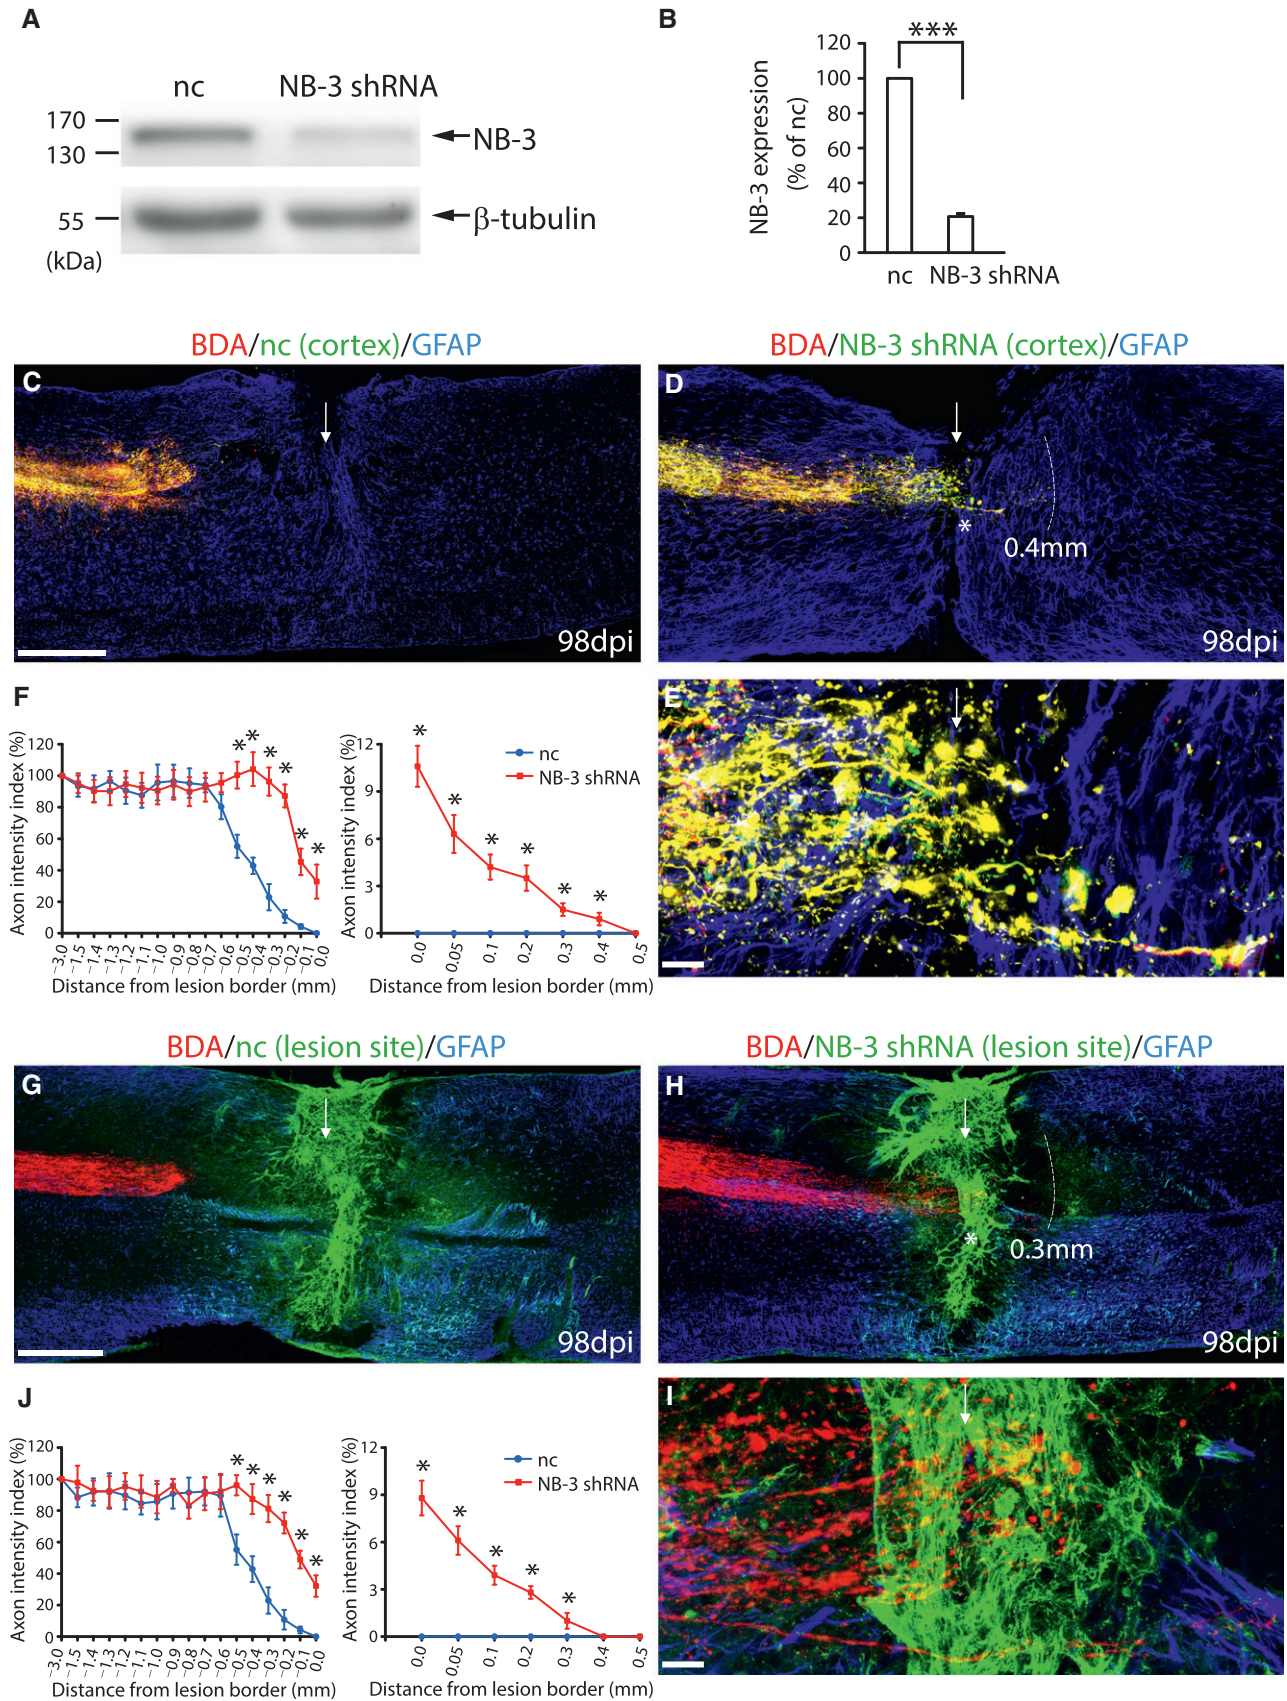 A
nc NB-3 shRNA
170
130
NB-3
55
β-tubulin
(kDa)
B
***
NB-3 expression
(% of nc)
120
100
80
60
40
20
0
nc NB-3 shRNA
BDA/nc (cortex)/GFAP
C
98dpi
BDA/NB-3 shRNA (cortex)/GFAP
D
*
0.4mm
98dpi
E
F
Axon intensity index (%)
120
100
80
60
40
20
0
* * * * * *
-3.0 -1.5 -1.4 -1.3 -1.2 -1.1 -1.0 -0.9 -0.8 -0.7 -0.6 -0.5 -0.4 -0.3 -0.2 -0.1 0.0
Distance from lesion border (mm)
Axon intensity index (%)
12
9
6
3
0
* * * * * *
nc
NB-3 shRNA
0.0 0.05 0.1 0.2 0.3 0.4 0.5
Distance from lesion border (mm)
BDA/nc (lesion site)/GFAP
G
98dpi
BDA/NB-3 shRNA (lesion site)/GFAP
H
*
0.3mm
98dpi
I
J
Axon intensity index (%)
120
100
80
60
40
20
0
* * * * * *
-3.0 -1.5 -1.4 -1.3 -1.2 -1.1 -1.0 -0.9 -0.8 -0.7 -0.6 -0.5 -0.4 -0.3 -0.2 -0.1 0.0
Distance from lesion border (mm)
Axon intensity index (%)
12
9
6
3
0
* * * * *
nc
NB-3 shRNA
0.0 0.05 0.1 0.2 0.3 0.4 0.5
Distance from lesion border (mm)